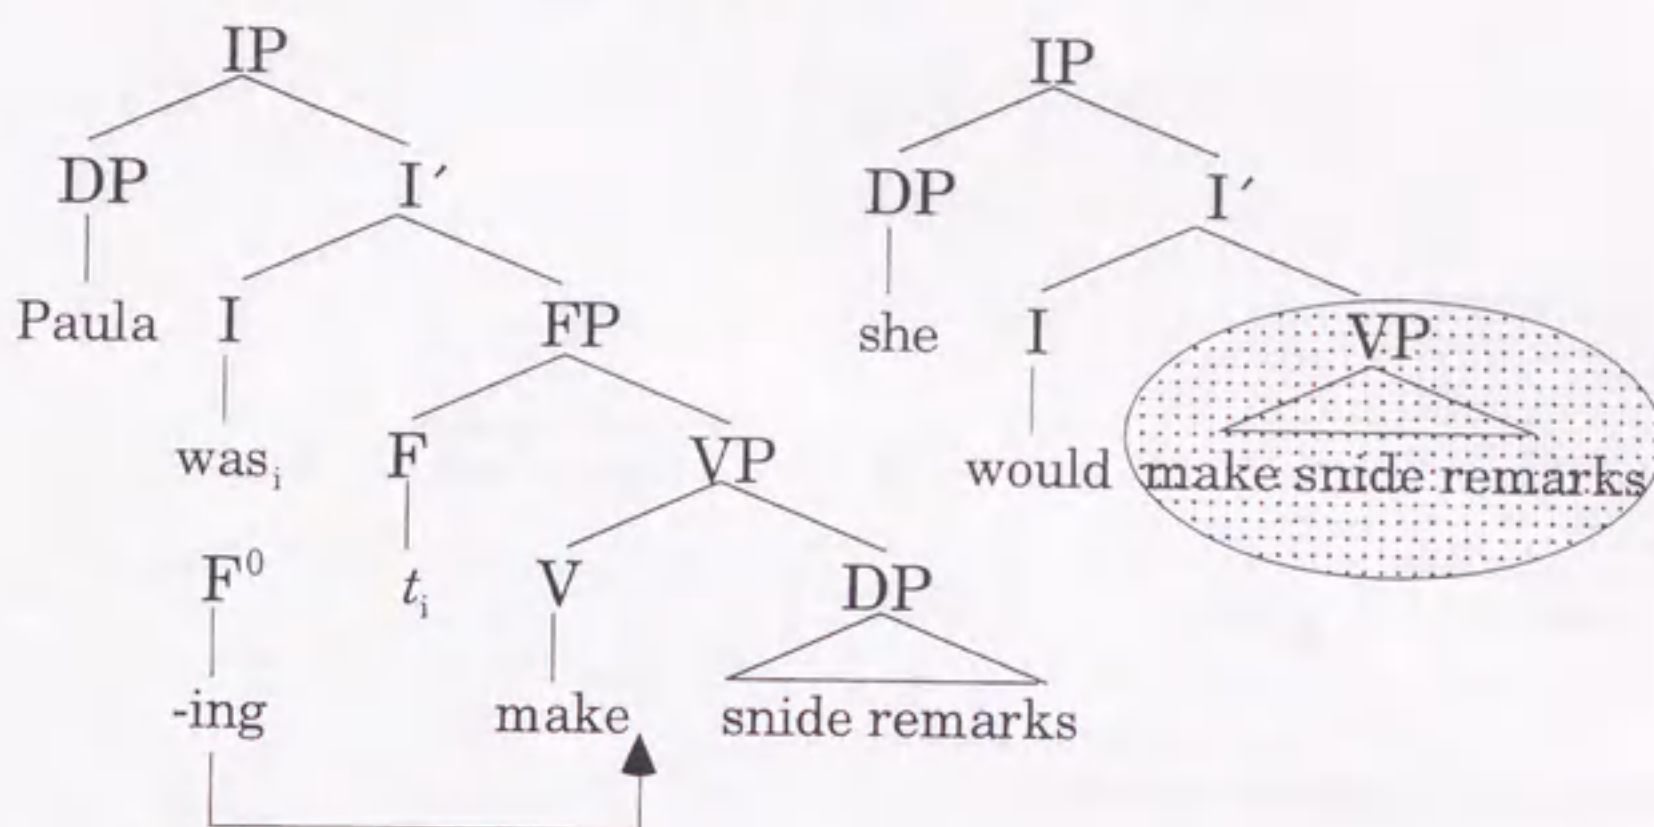 IP
DP I′
Paula I FP
was_i F VP
F⁰ t_i V DP
-ing make snide remarks
IP
DP I′
she I VP
would make snide remarks